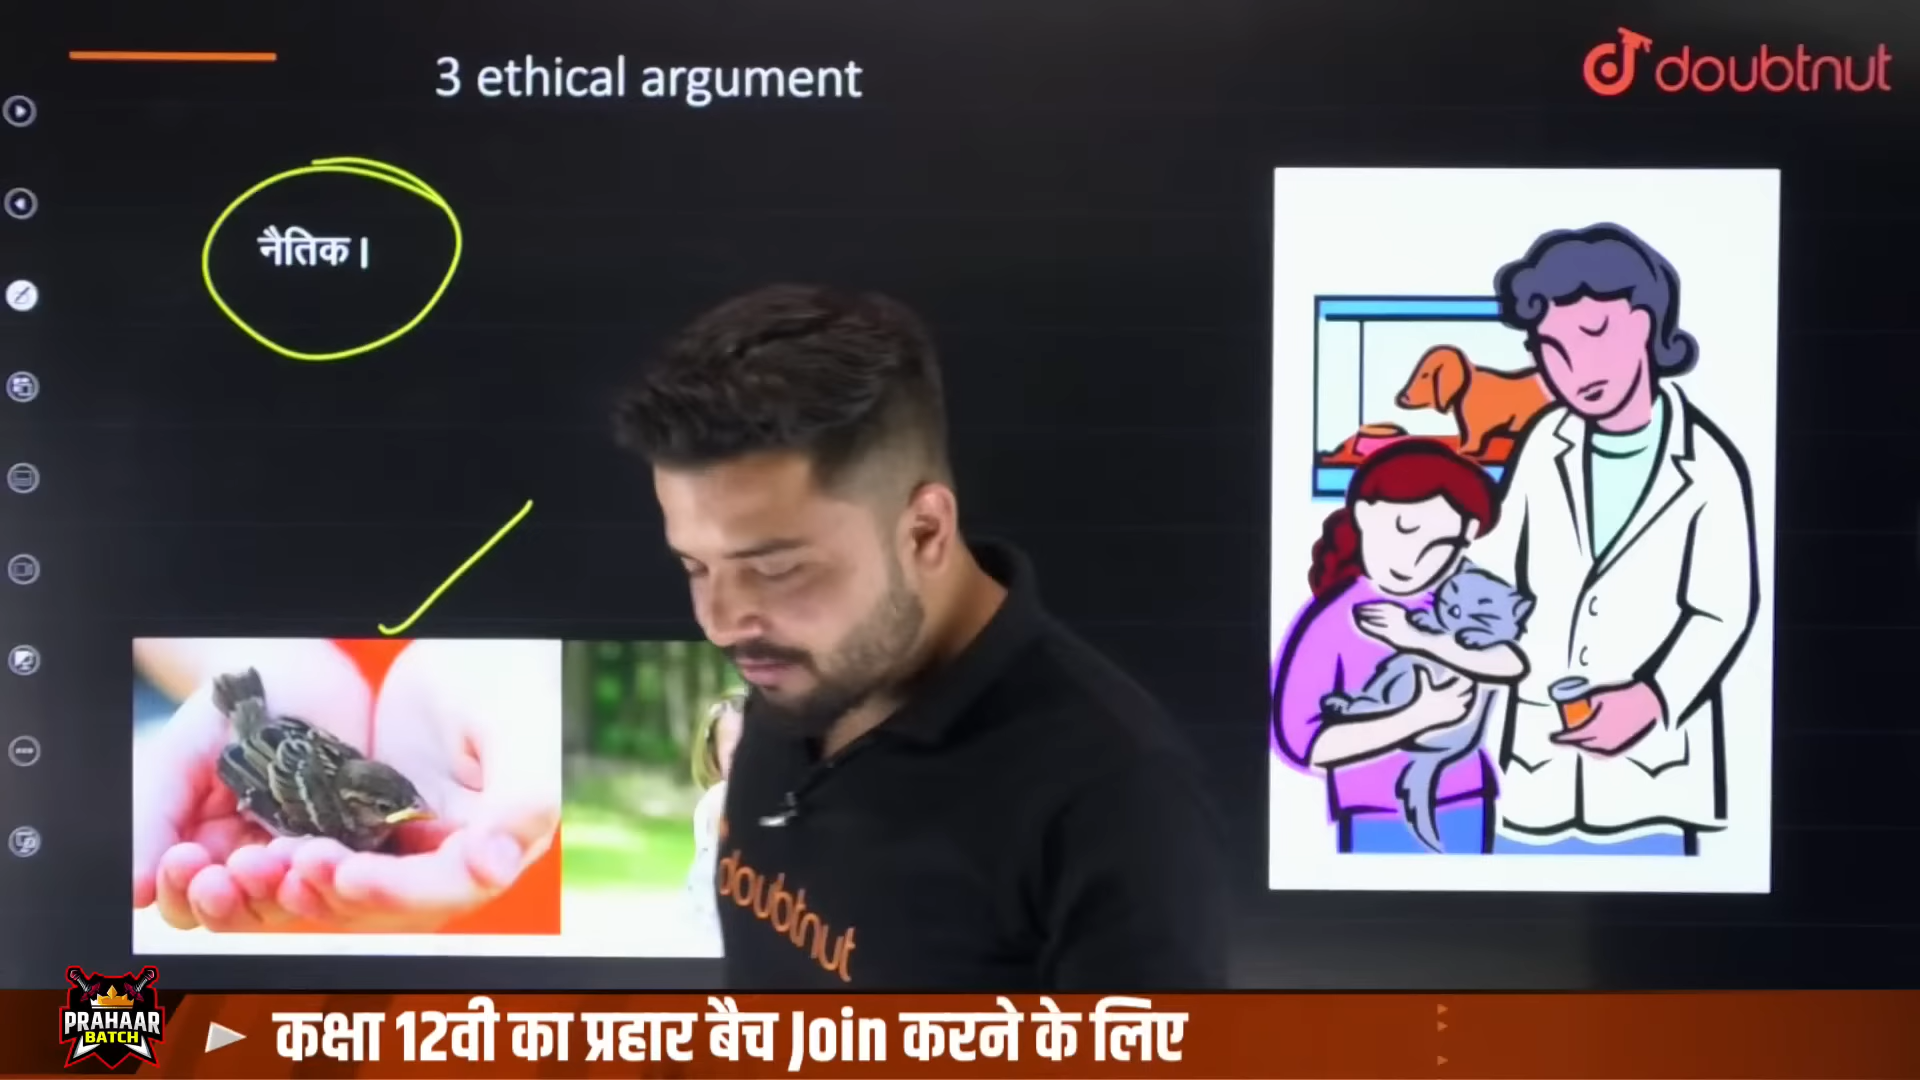 3 ethical argument
doubtnut
नैतिक।
doubtnut
PRAHAAR
BATCH
कक्षा 12वी का प्रहार बैच Join करने के लिए